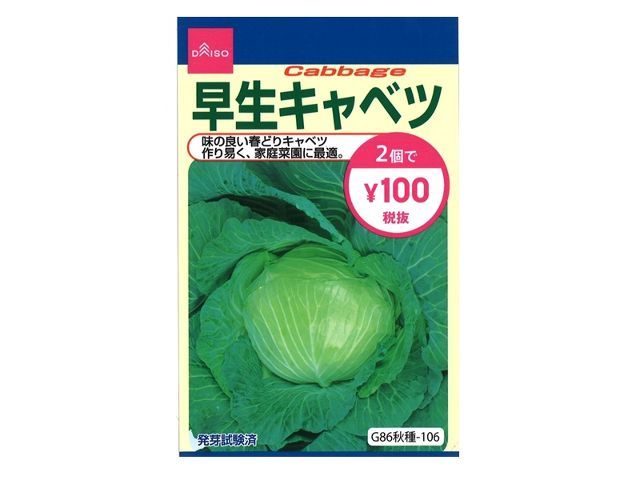 DAISO
Cabbage
早生キャベツ
味の良い春どりキャベツ
作り易く、家庭菜園に最適。
2個で
¥100
税抜
発芽試験済
G86秋種-106